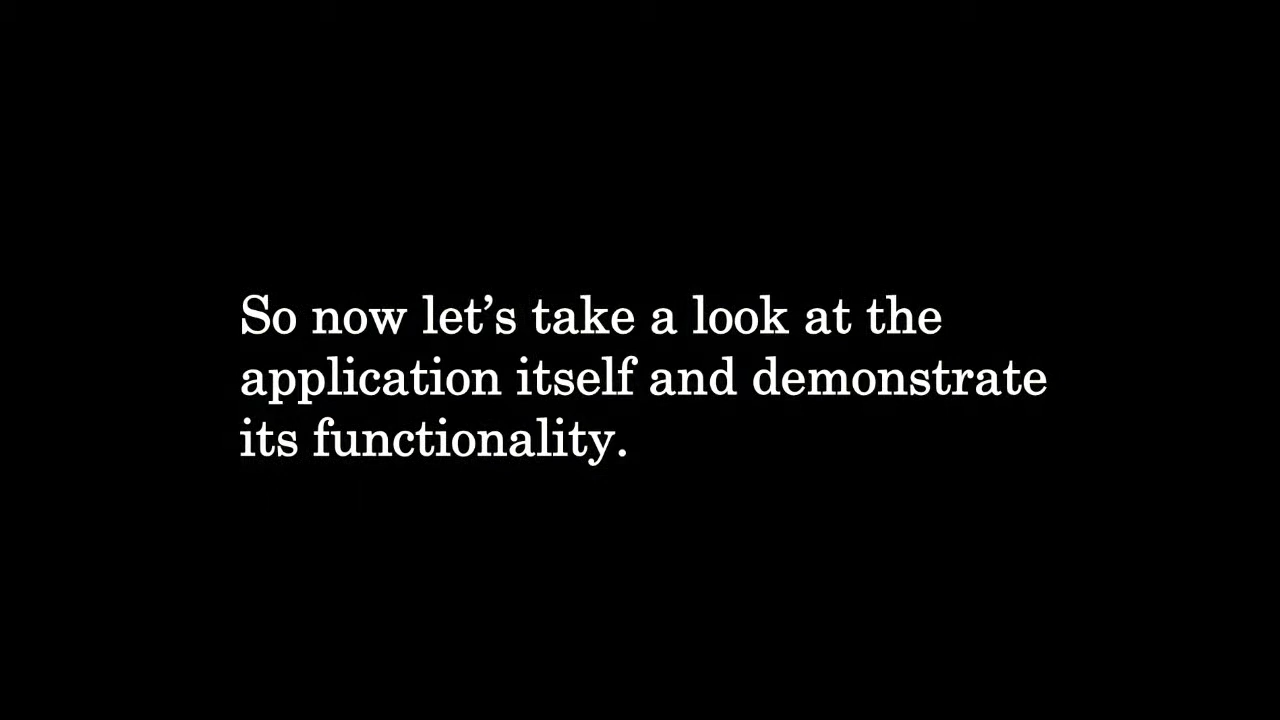 So now let’s take a look at the
application itself and demonstrate
its functionality.